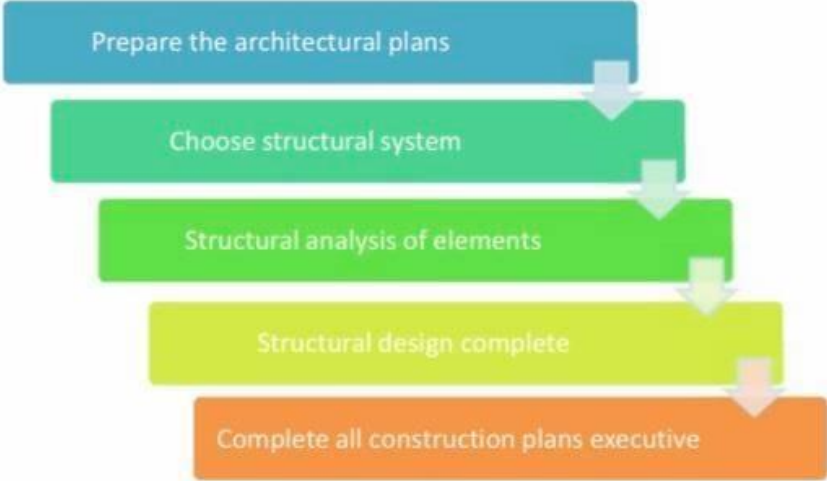 Prepare the architectural plans
Choose structural system
Structural analysis of elements
Structural design complete
Complete all construction plans executive